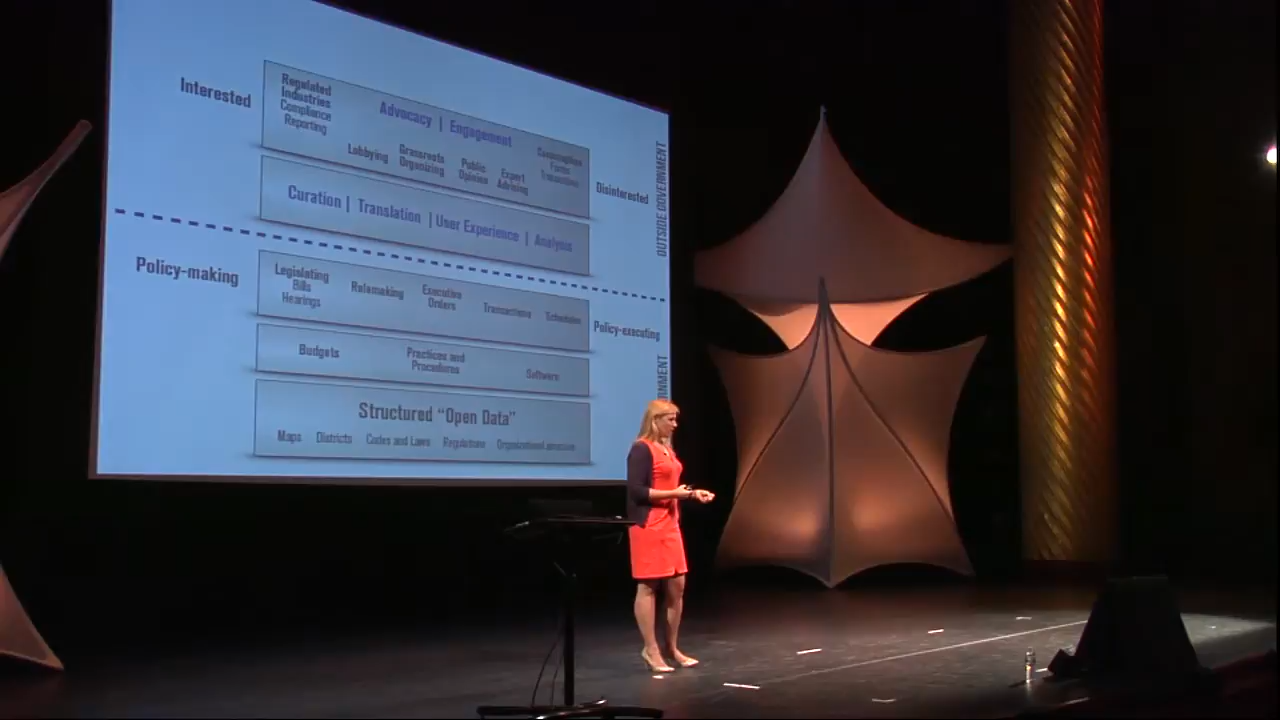 Interested
Regulated
Industries
Compliance
Reporting
Advocacy | Engagement
Lobbying
Grassroots
Organizing
Public
Opinion
Expert
Advising
Consumption
Forms
Transactions
Disinterested
OUTSIDE GOVERNMENT
Curation | Translation | User Experience | Analysis
Policy-making
Legislating
Bills
Hearings
Rulemaking
Executive
Orders
Transactions
Schedules
Policy-executing
Budgets
Practices and
Procedures
Software
Structured “Open Data”
Maps Districts Codes and Laws Regulations